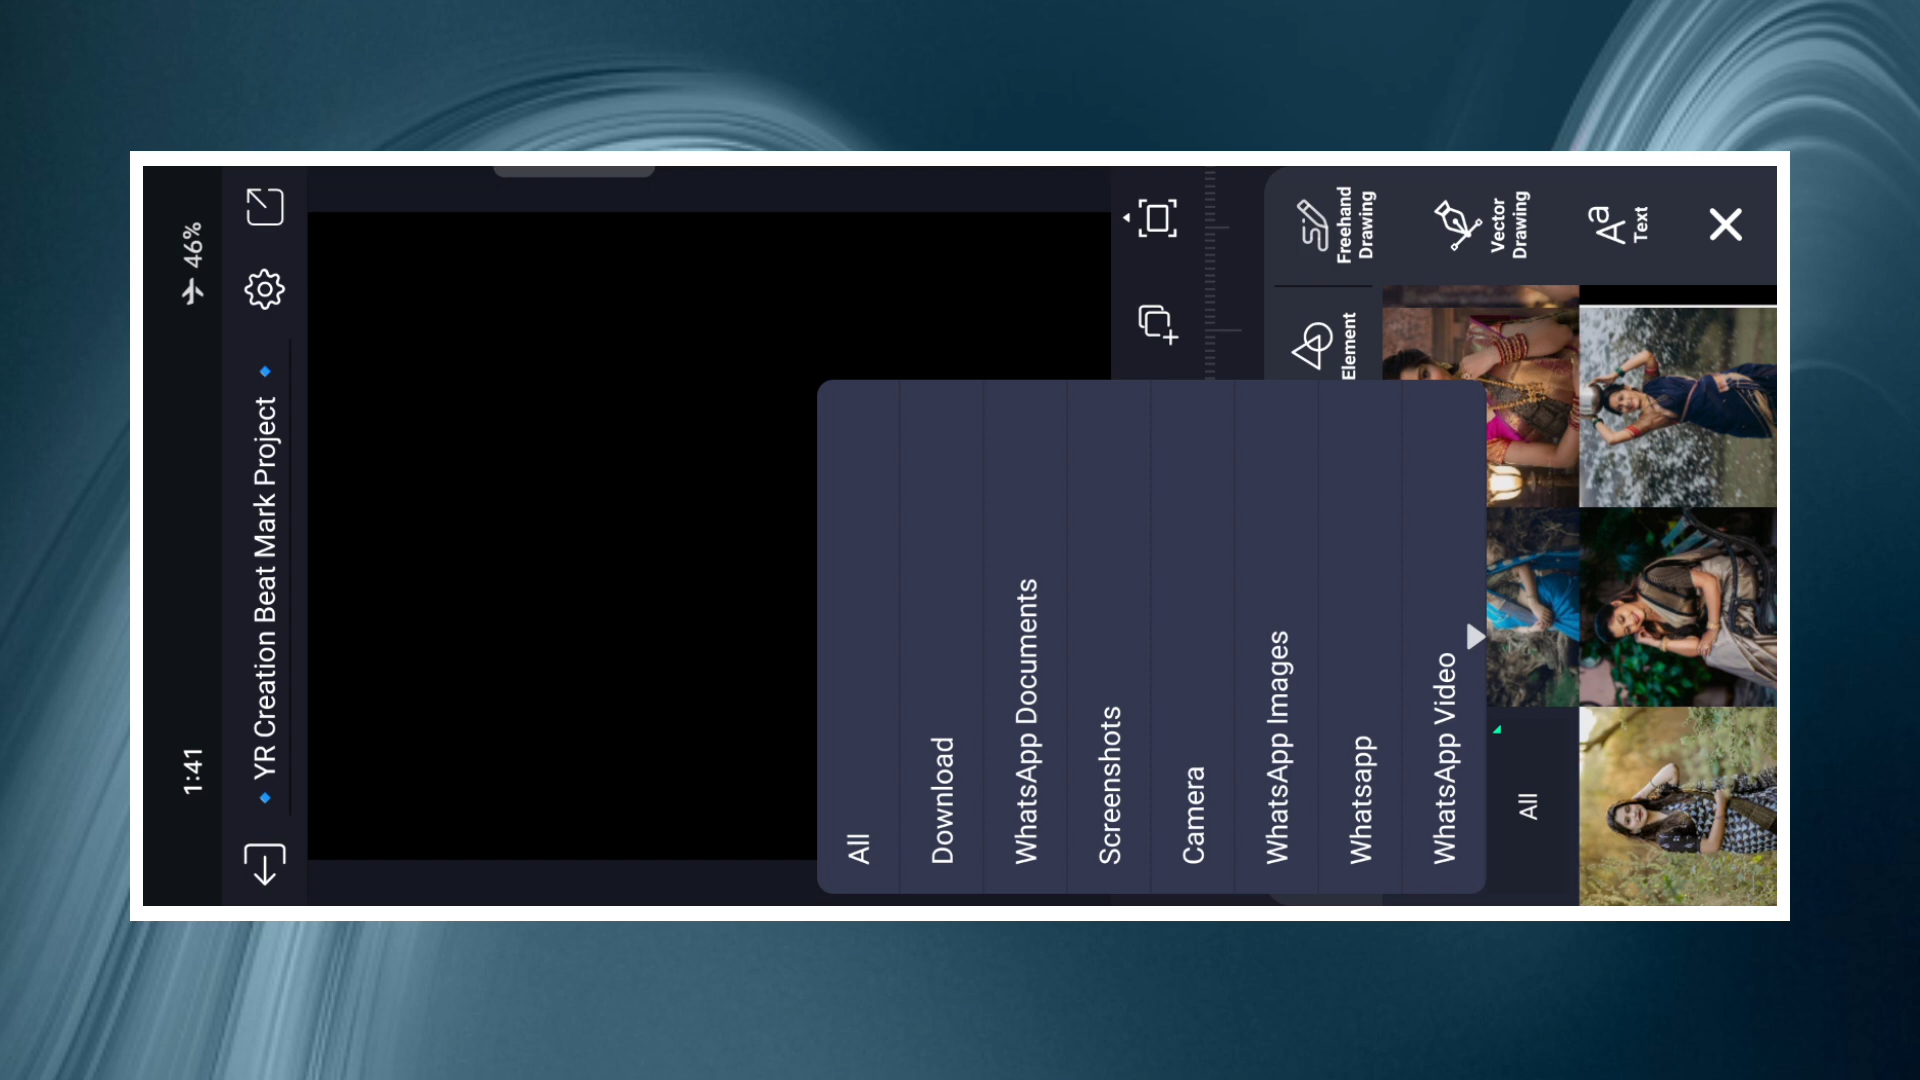 1:41
46%
YR Creation Beat Mark Project
All
Download
WhatsApp Documents
Screenshots
Camera
WhatsApp Images
Whatsapp
WhatsApp Video
Element
Freehand
Drawing
Vector
Drawing
Aa
Text
All